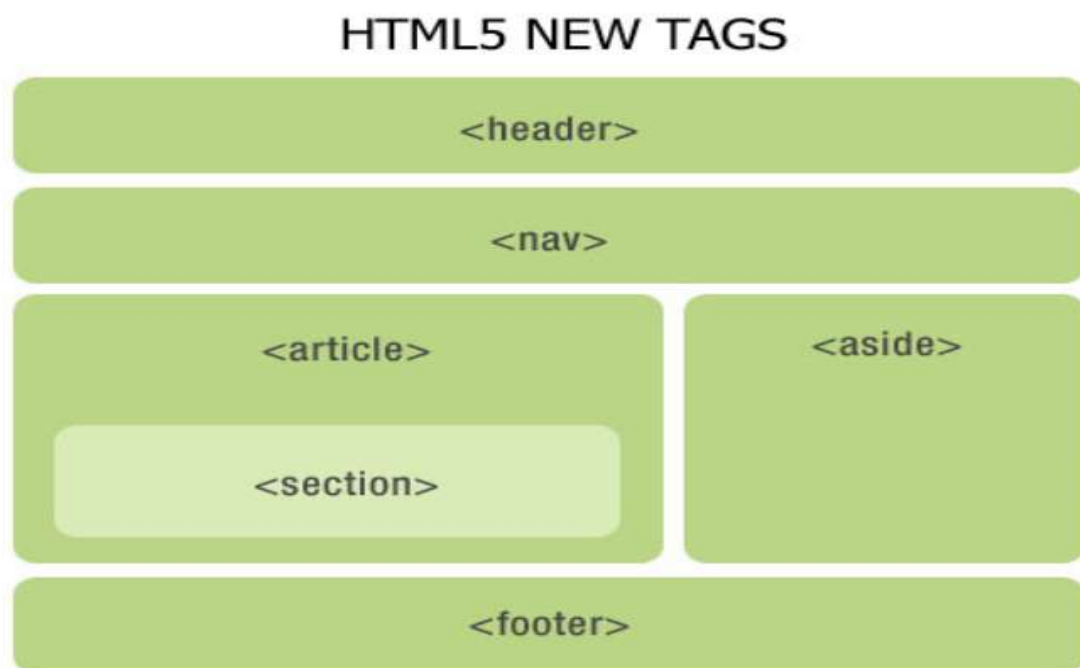 HTML5 NEW TAGS
<header>
<nav>
<article>
<aside>
<section>
<footer>